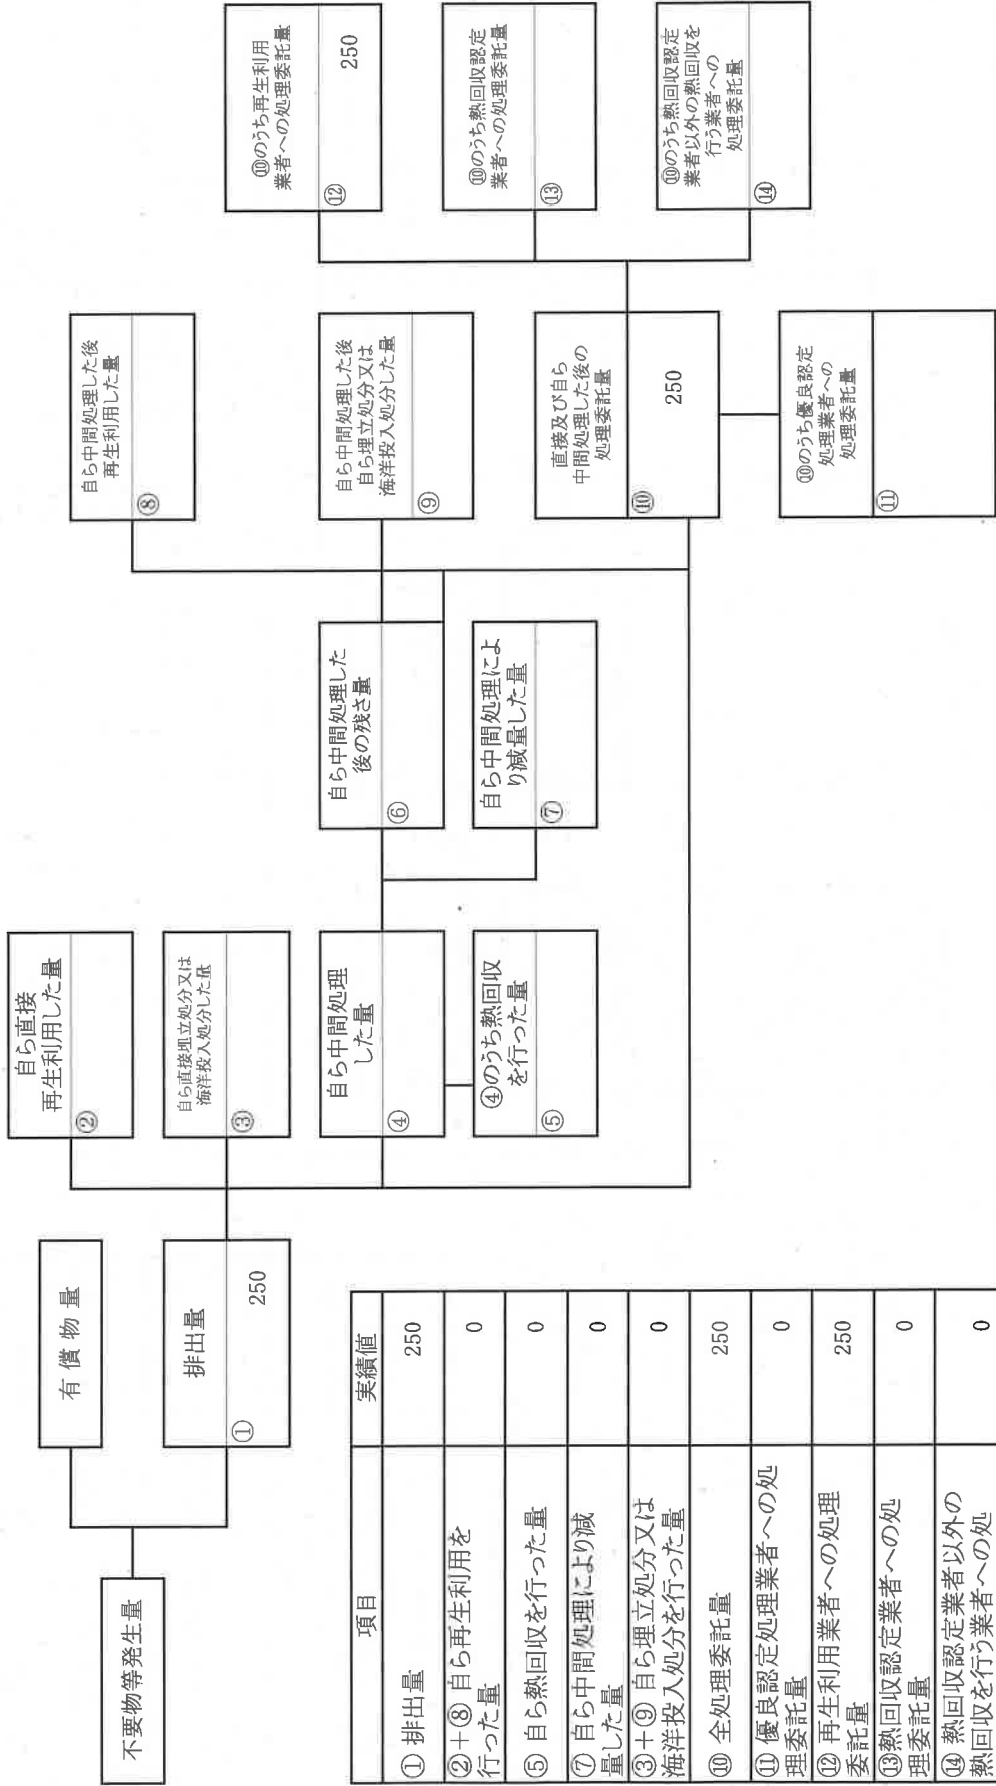 不要物等発生量
有償物量
排出量
①
250
自ら直接
再生利用した量
②
自ら直接埋立処分又は
海洋投入処分した量
③
自ら中間処理
した量
④
④のうち熱回収
を行った量
⑤
自ら中間処理した
後の残さ量
⑥
自ら中間処理によ
り減量した量
⑦
自ら中間処理した後
再生利用した量
⑧
自ら中間処理した後
自ら埋立処分又は
海洋投入処分した量
⑨
直接及び自ら
中間処理した後の
処理委託量
⑩
250
⑩のうち優良認定
処理業者への
処理委託量
⑪
⑩のうち再生利用
業者への処理委託量
⑫
250
⑩のうち熱回収認定
業者への処理委託量
⑬
⑩のうち熱回収認定
業者以外の熱回収を
行う業者への
処理委託量
⑭
項目 実績値
① 排出量 250
②+⑧ 自ら再生利用を
行った量 0
⑤ 自ら熱回収を行った量 0
⑦ 自ら中間処理により減
量した量 0
③+⑨ 自ら埋立処分又は
海洋投入処分を行った量 0
⑩ 全処理委託量 250
⑪ 優良認定処理業者への処
理委託量 0
⑫ 再生利用業者への処理
委託量 250
⑬熱回収認定業者への処
理委託量 0
⑭ 熱回収認定業者以外の
熱回収を行う業者への処 0